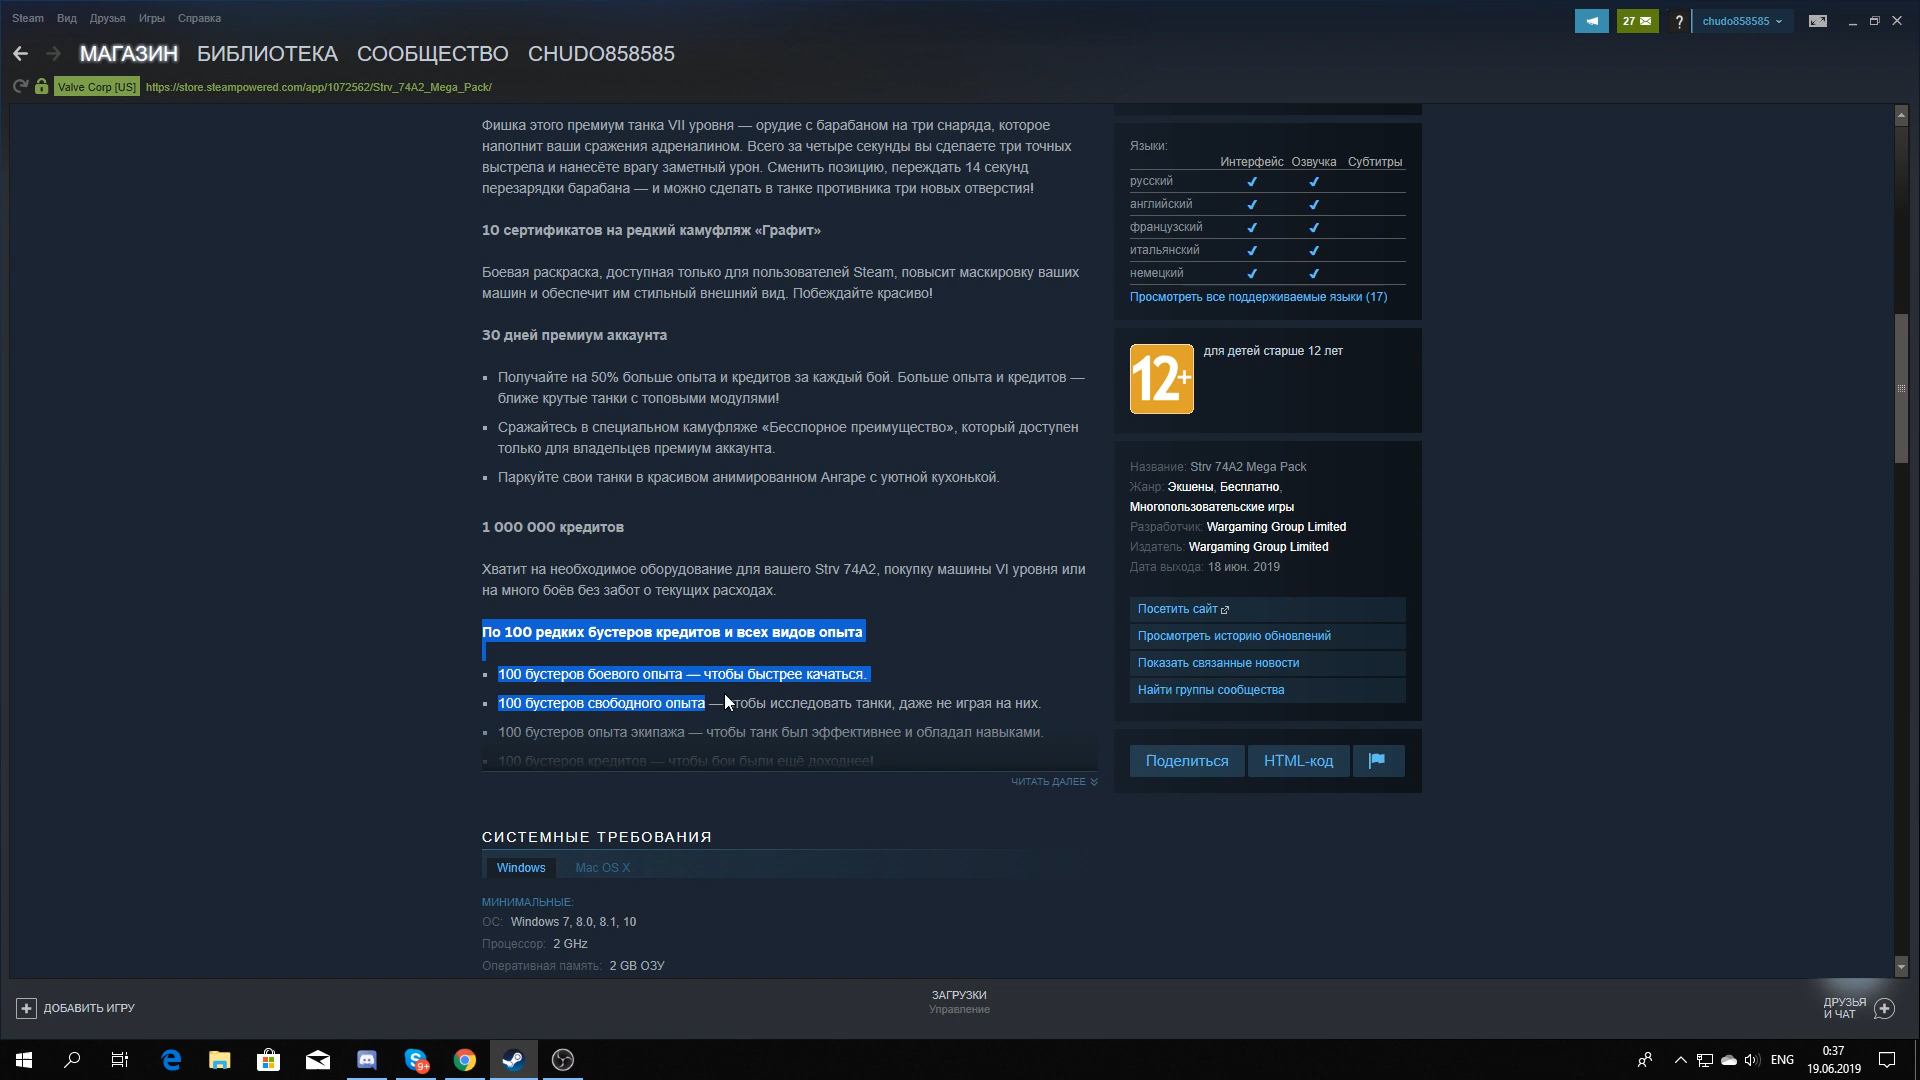 Steam Вид Друзья Игры Справка
27
?
chudo858585
МАГАЗИН БИБЛИОТЕКА СООБЩЕСТВО CHUDO858585
Valve Corp [US] https://store.steampowered.com/app/1072562/Strv_74A2_Mega_Pack/
Фишка этого премиум танка VII уровня — орудие с барабаном на три снаряда, которое
наполнит ваши сражения адреналином. Всего за четыре секунды вы сделаете три точных
выстрела и нанесёте врагу заметный урон. Сменить позицию, переждать 14 секунд
перезарядки барабана — и можно сделать в танке противника три новых отверстия!
10 сертификатов на редкий камуфляж «Графит»
Боевая раскраска, доступная только для пользователей Steam, повысит маскировку ваших
машин и обеспечит им стильный внешний вид. Побеждайте красиво!
30 дней премиум аккаунта
Получайте на 50% больше опыта и кредитов за каждый бой. Больше опыта и кредитов —
ближе крутые танки с топовыми модулями!
Сражайтесь в специальном камуфляже «Бесспорное преимущество», который доступен
только для владельцев премиум аккаунта.
Паркуйте свои танки в красивом анимированном Ангаре с уютной кухонькой.
1 000 000 кредитов
Хватит на необходимое оборудование для вашего Strv 74A2, покупку машины VI уровня или
на много боёв без забот о текущих расходах.
По 100 редких бустеров кредитов и всех видов опыта
100 бустеров боевого опыта — чтобы быстрее качаться.
100 бустеров свободного опыта — чтобы исследовать танки, даже не играя на них.
100 бустеров опыта экипажа — чтобы танк был эффективнее и обладал навыками.
100 бустеров кредитов — чтобы бои были ещё доходнее!
ЧИТАТЬ ДАЛЕЕ
СИСТЕМНЫЕ ТРЕБОВАНИЯ
Windows Mac OS X
МИНИМАЛЬНЫЕ:
ОС: Windows 7, 8.0, 8.1, 10
Процессор: 2 GHz
Оперативная память: 2 GB ОЗУ
Языки:
Интерфейс Озвучка Субтитры
русский
английский
французский
итальянский
немецкий
Просмотреть все поддерживаемые языки (17)
12+
для детей старше 12 лет
Название: Strv 74A2 Mega Pack
Жанр: Экшены, Бесплатно,
Многопользовательские игры
Разработчик: Wargaming Group Limited
Издатель: Wargaming Group Limited
Дата выхода: 18 июн. 2019
Посетить сайт
Просмотреть историю обновлений
Показать связанные новости
Найти группы сообщества
Поделиться HTML-код
ДОБАВИТЬ ИГРУ
ЗАГРУЗКИ
Управление
ДРУЗЬЯ
И ЧАТ
9+
ENG
0:37
19.06.2019